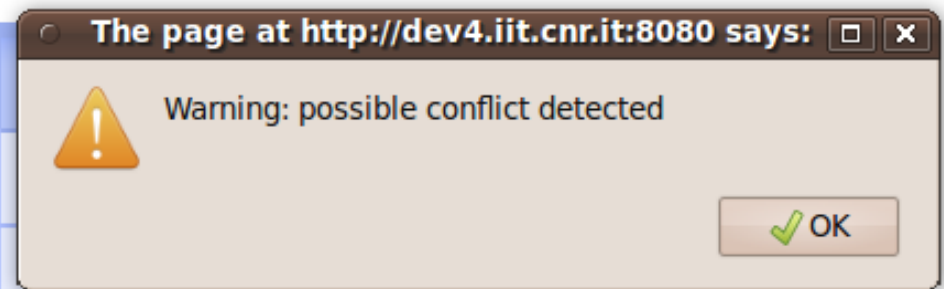 The page at http://dev4.iit.cnr.it:8080 says:
Warning: possible conflict detected
OK